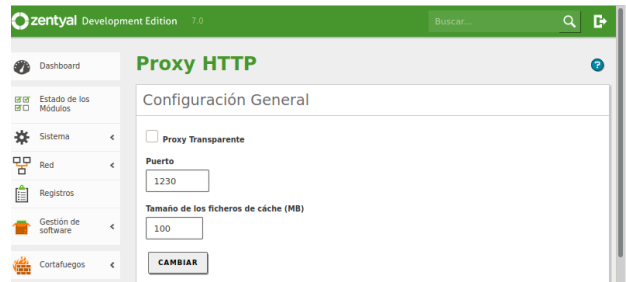 zentyal Development Edition 7.0
Buscar...
Dashboard
Estado de los
Módulos
Sistema
Red
Registros
Gestión de
software
Cortafuegos
Proxy HTTP
?
Configuración General
Proxy Transparente
Puerto
1230
Tamaño de los ficheros de cáche (MB)
100
CAMBIAR